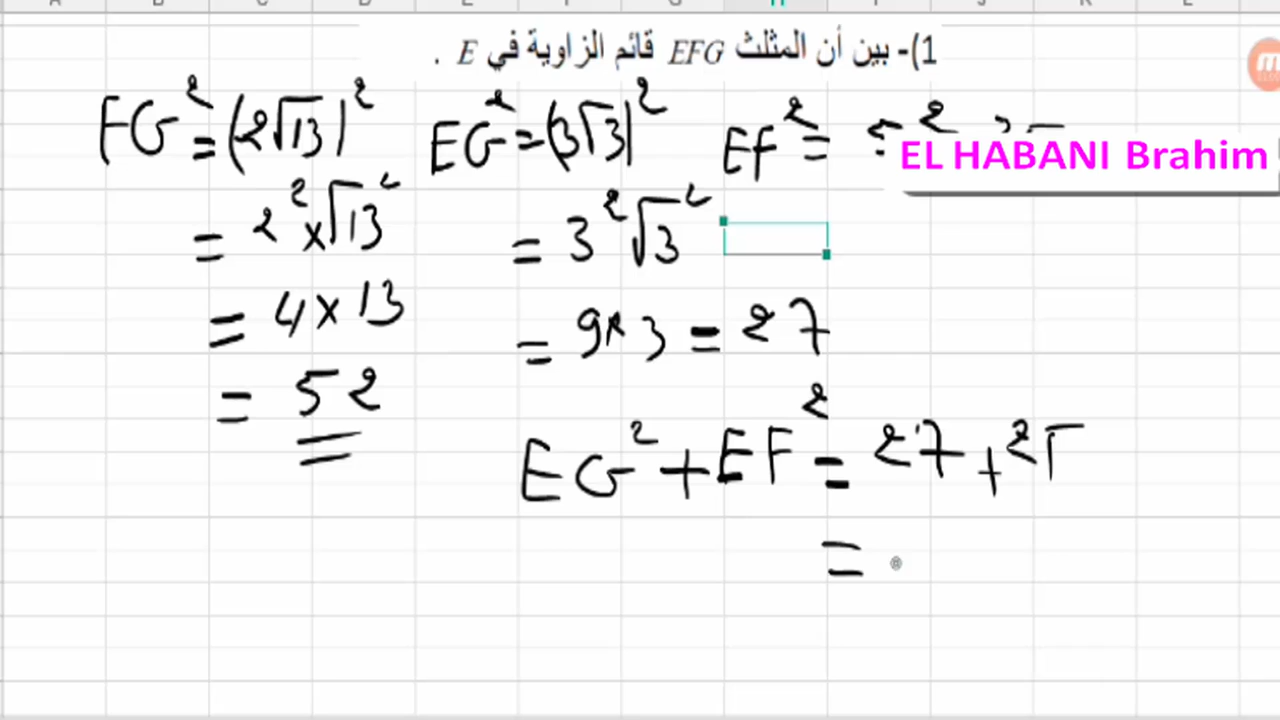 1)- بين أن المثلث EFG قائم الزاوية في E .
FG² = (2√13)² EG² = (3√3)² EF² =
EL HABANI Brahim
= 2² × √13² = 3² √3²
= 4 × 13 = 9 × 3 = 27
= 52
EG² + EF² = 27 + 25
=